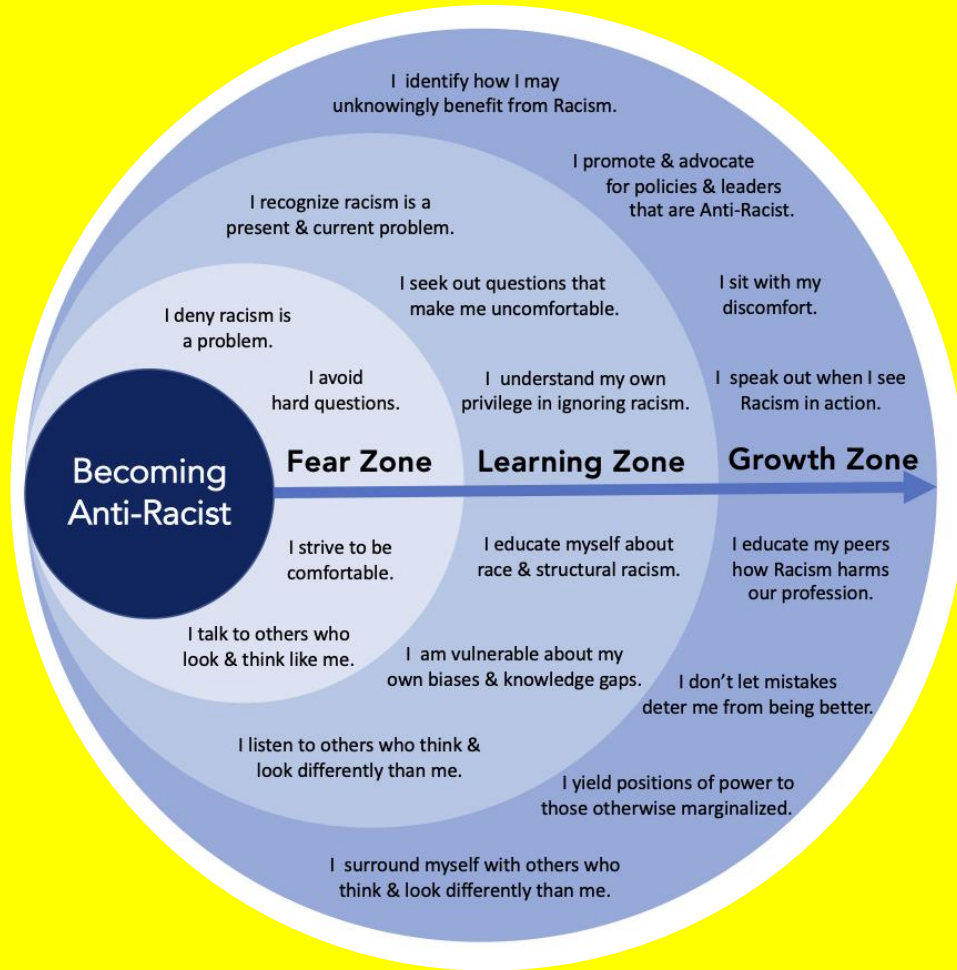 I identify how I may
unknowingly benefit from Racism.
I promote & advocate
for policies & leaders
that are Anti-Racist.
I recognize racism is a
present & current problem.
I seek out questions that
make me uncomfortable.
I sit with my
discomfort.
I deny racism is
a problem.
I avoid
hard questions.
I understand my own
privilege in ignoring racism.
I speak out when I see
Racism in action.
Becoming
Anti-Racist
Fear Zone
Learning Zone
Growth Zone
I strive to be
comfortable.
I educate myself about
race & structural racism.
I educate my peers
how Racism harms
our profession.
I talk to others who
look & think like me.
I am vulnerable about my
own biases & knowledge gaps.
I don’t let mistakes
deter me from being better.
I listen to others who think &
look differently than me.
I yield positions of power to
those otherwise marginalized.
I surround myself with others who
think & look differently than me.